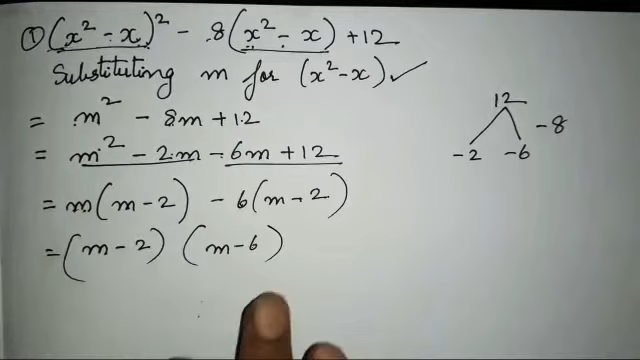 ① (x² - x)² - 8(x² - x) + 12
Substituting m for (x² - x) ✓
= m² - 8m + 12
= m² - 2m - 6m + 12
= m(m - 2) - 6(m - 2)
= (m - 2) (m - 6)
12
- 8
- 2 - 6